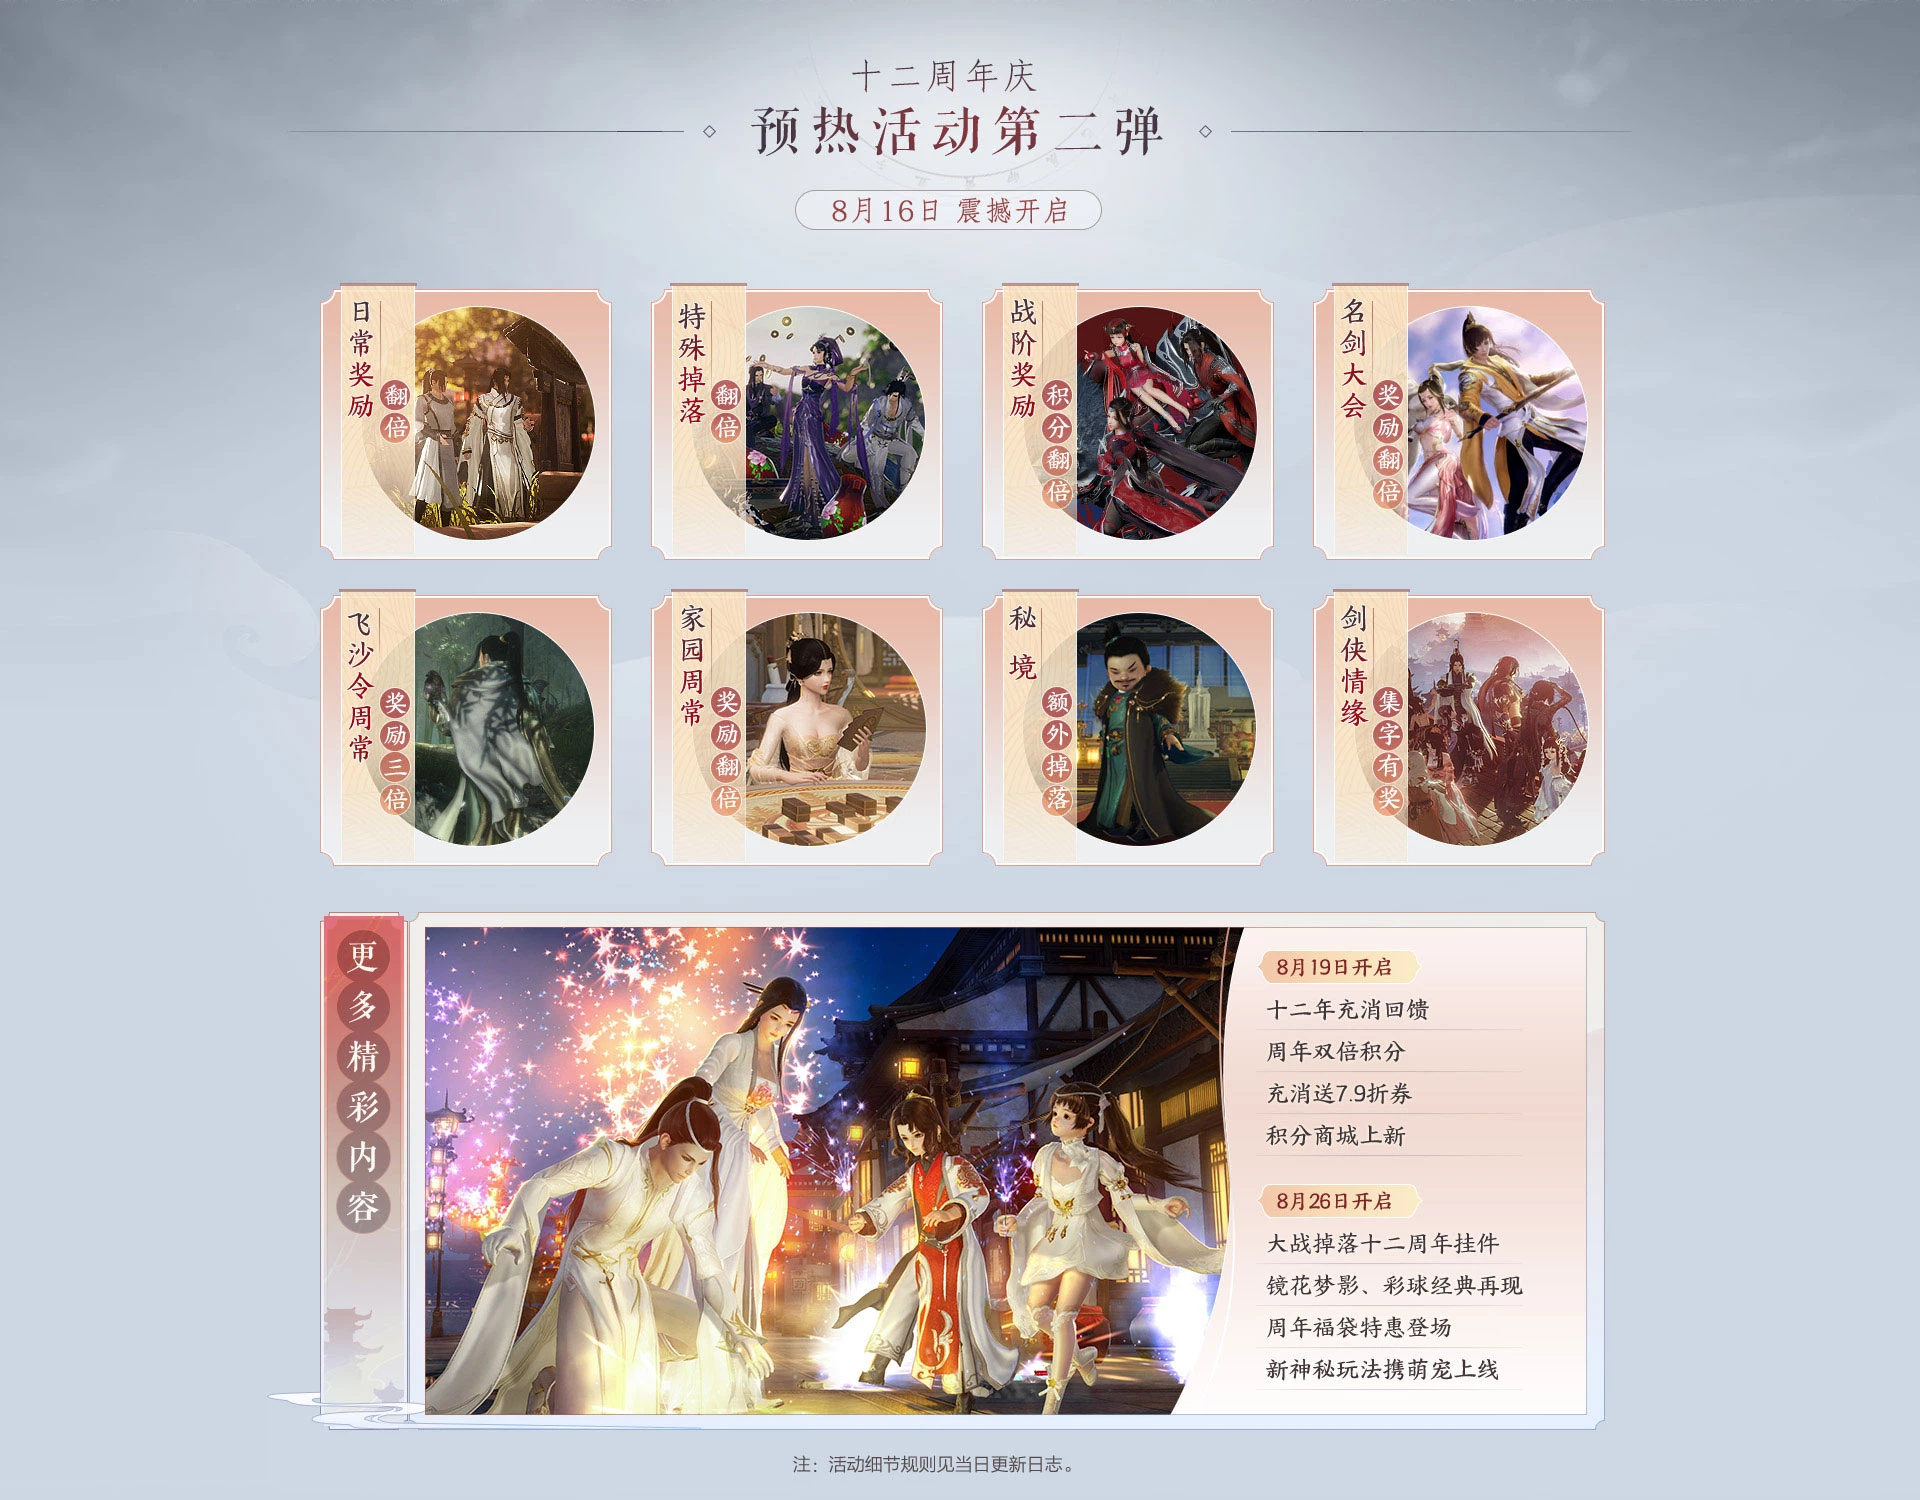 十二周年庆
预热活动第二弹
8月16日 震撼开启
日常奖励
翻倍
特殊掉落
翻倍
战阶奖励
积分翻倍
名剑大会
奖励翻倍
飞沙令周常
奖励三倍
家园周常
奖励翻倍
秘境
额外掉落
剑侠情缘
集字有奖
更多精彩内容
8月19日开启
十二年充消回馈
周年双倍积分
充消送7.9折券
积分商城上新
8月26日开启
大战掉落十二周年挂件
镜花梦影、彩球经典再现
周年福袋特惠登场
新神秘玩法携萌宠上线
注：活动细节规则见当日更新日志。